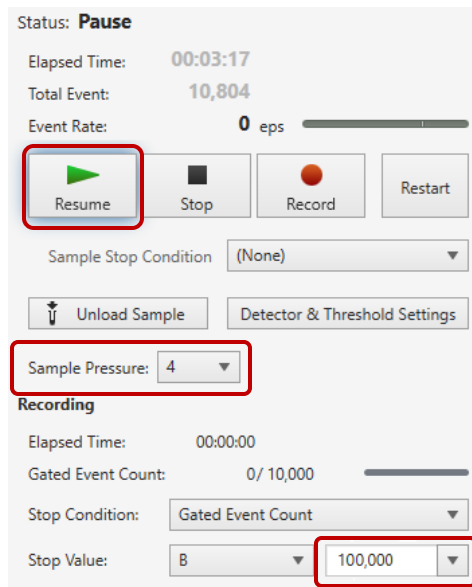 Status: Pause
Elapsed Time: 00:03:17
Total Event: 10,804
Event Rate: 0 eps
Resume Stop Record Restart
Sample Stop Condition (None)
Unload Sample Detector & Threshold Settings
Sample Pressure: 4
Recording
Elapsed Time: 00:00:00
Gated Event Count: 0/ 10,000
Stop Condition: Gated Event Count
Stop Value: B 100,000